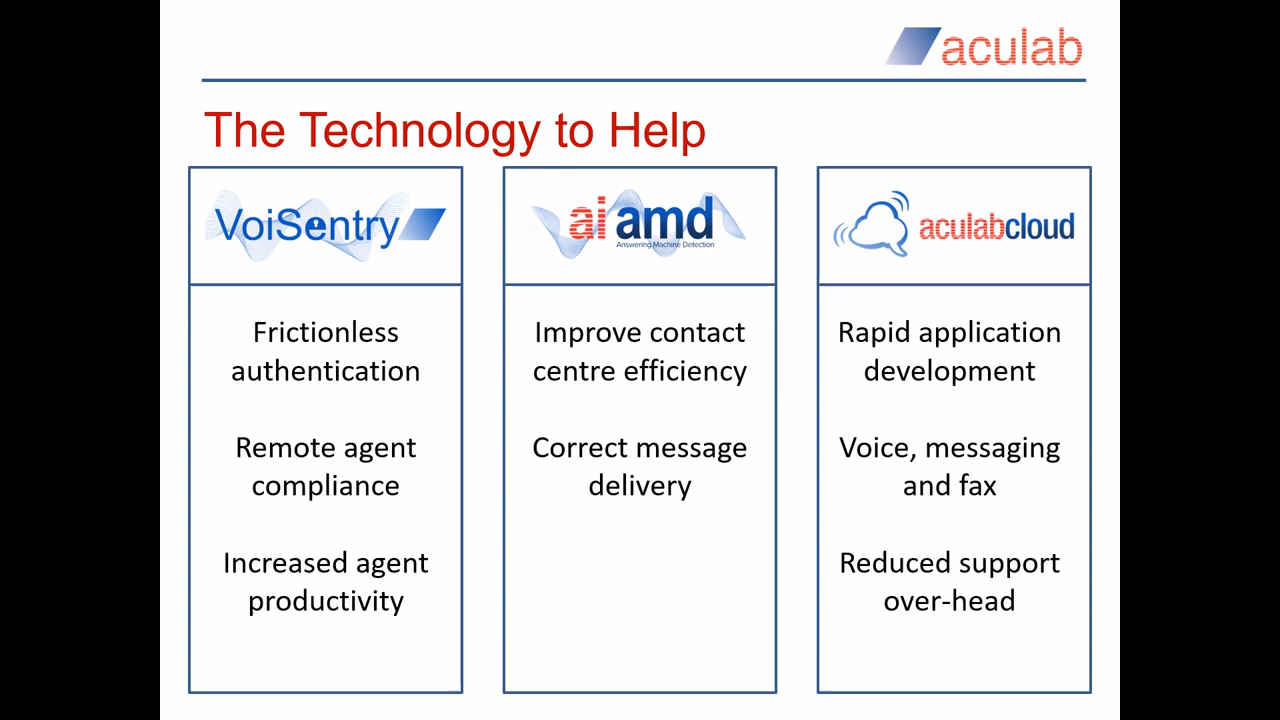 aculab
The Technology to Help
VoiSentry
Frictionless
authentication
Remote agent
compliance
Increased agent
productivity
ai amd
Answering Machine Detection
Improve contact
centre efficiency
Correct message
delivery
aculabcloud
Rapid application
development
Voice, messaging
and fax
Reduced support
over-head